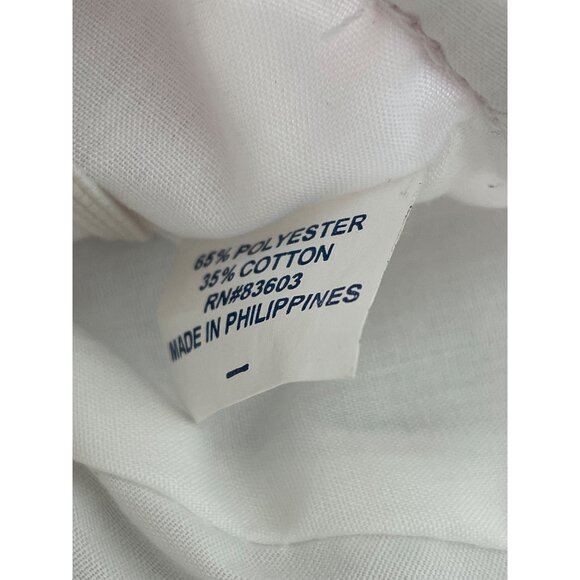 65% POLYESTER
35% COTTON
RN#83603
MADE IN PHILIPPINES
-